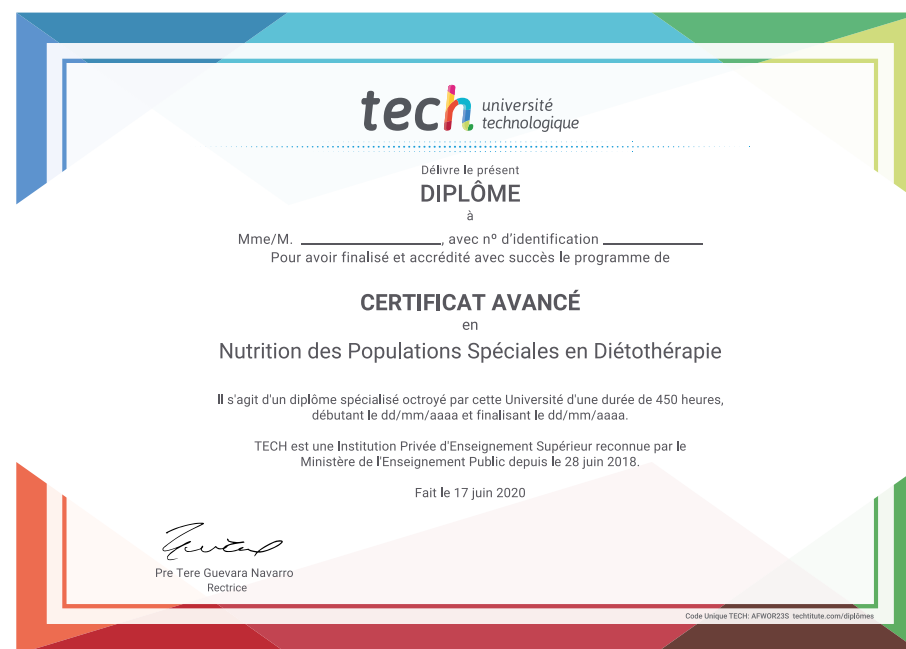 tech université
technologique
Délivre le présent
DIPLÔME
à
Mme/M. ____________________, avec nº d'identification ______________
Pour avoir finalisé et accrédité avec succès le programme de
CERTIFICAT AVANCÉ
en
Nutrition des Populations Spéciales en Diétothérapie
Il s'agit d'un diplôme spécialisé octroyé par cette Université d'une durée de 450 heures,
débutant le dd/mm/aaaa et finalisant le dd/mm/aaaa.
TECH est une Institution Privée d'Enseignement Supérieur reconnue par le
Ministère de l'Enseignement Public depuis le 28 juin 2018.
Fait le 17 juin 2020
Pre Tere Guevara Navarro
Rectrice
Code Unique TECH: AFWOR23S techtitute.com/diplômes